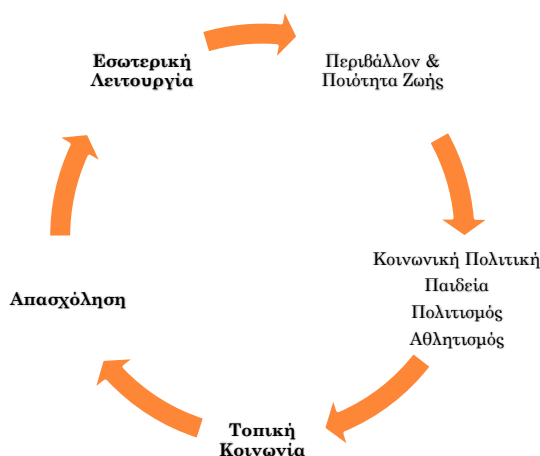 Εσωτερική
Λειτουργία
Περιβάλλον &
Ποιότητα Ζωής
Κοινωνική Πολιτική
Παιδεία
Πολιτισμός
Αθλητισμός
Τοπική
Κοινωνία
Απασχόληση